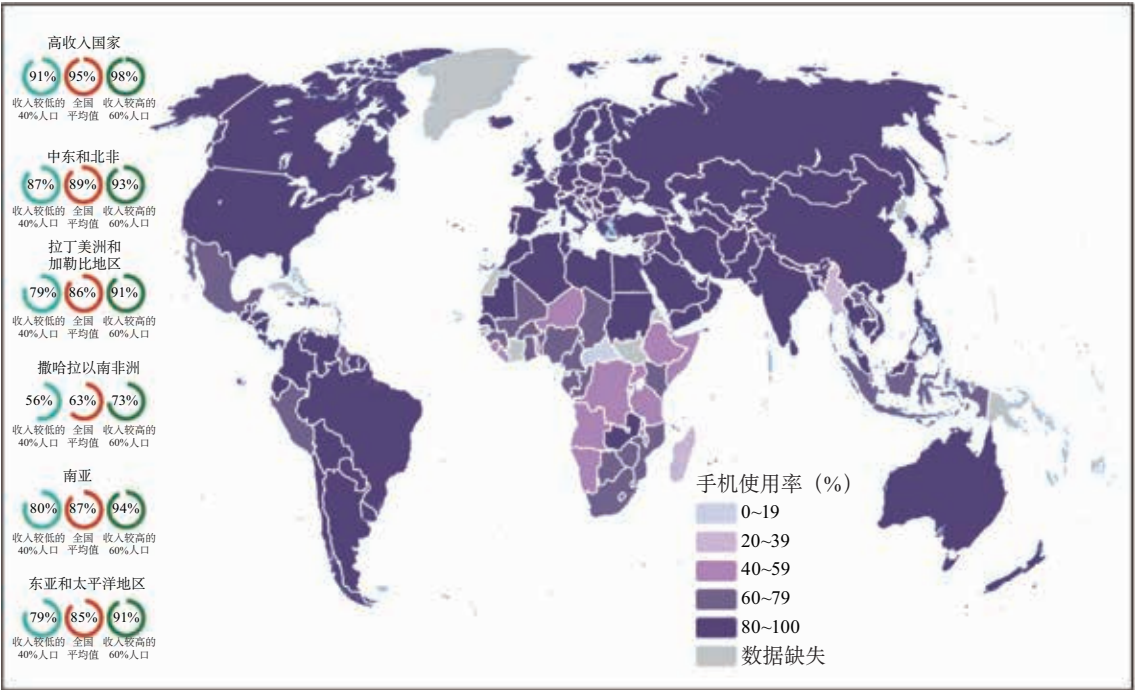 高收入国家
91% 95% 98%
收入较低的 全国 收入较高的
40%人口 平均值 60%人口
中东和北非
87% 89% 93%
收入较低的 全国 收入较高的
40%人口 平均值 60%人口
拉丁美洲和
加勒比地区
79% 86% 91%
收入较低的 全国 收入较高的
40%人口 平均值 60%人口
撒哈拉以南非洲
56% 63% 73%
收入较低的 全国 收入较高的
40%人口 平均值 60%人口
南亚
80% 87% 94%
收入较低的 全国 收入较高的
40%人口 平均值 60%人口
东亚和太平洋地区
79% 85% 91%
收入较低的 全国 收入较高的
40%人口 平均值 60%人口
手机使用率（%）
0~19
20~39
40~59
60~79
80~100
数据缺失